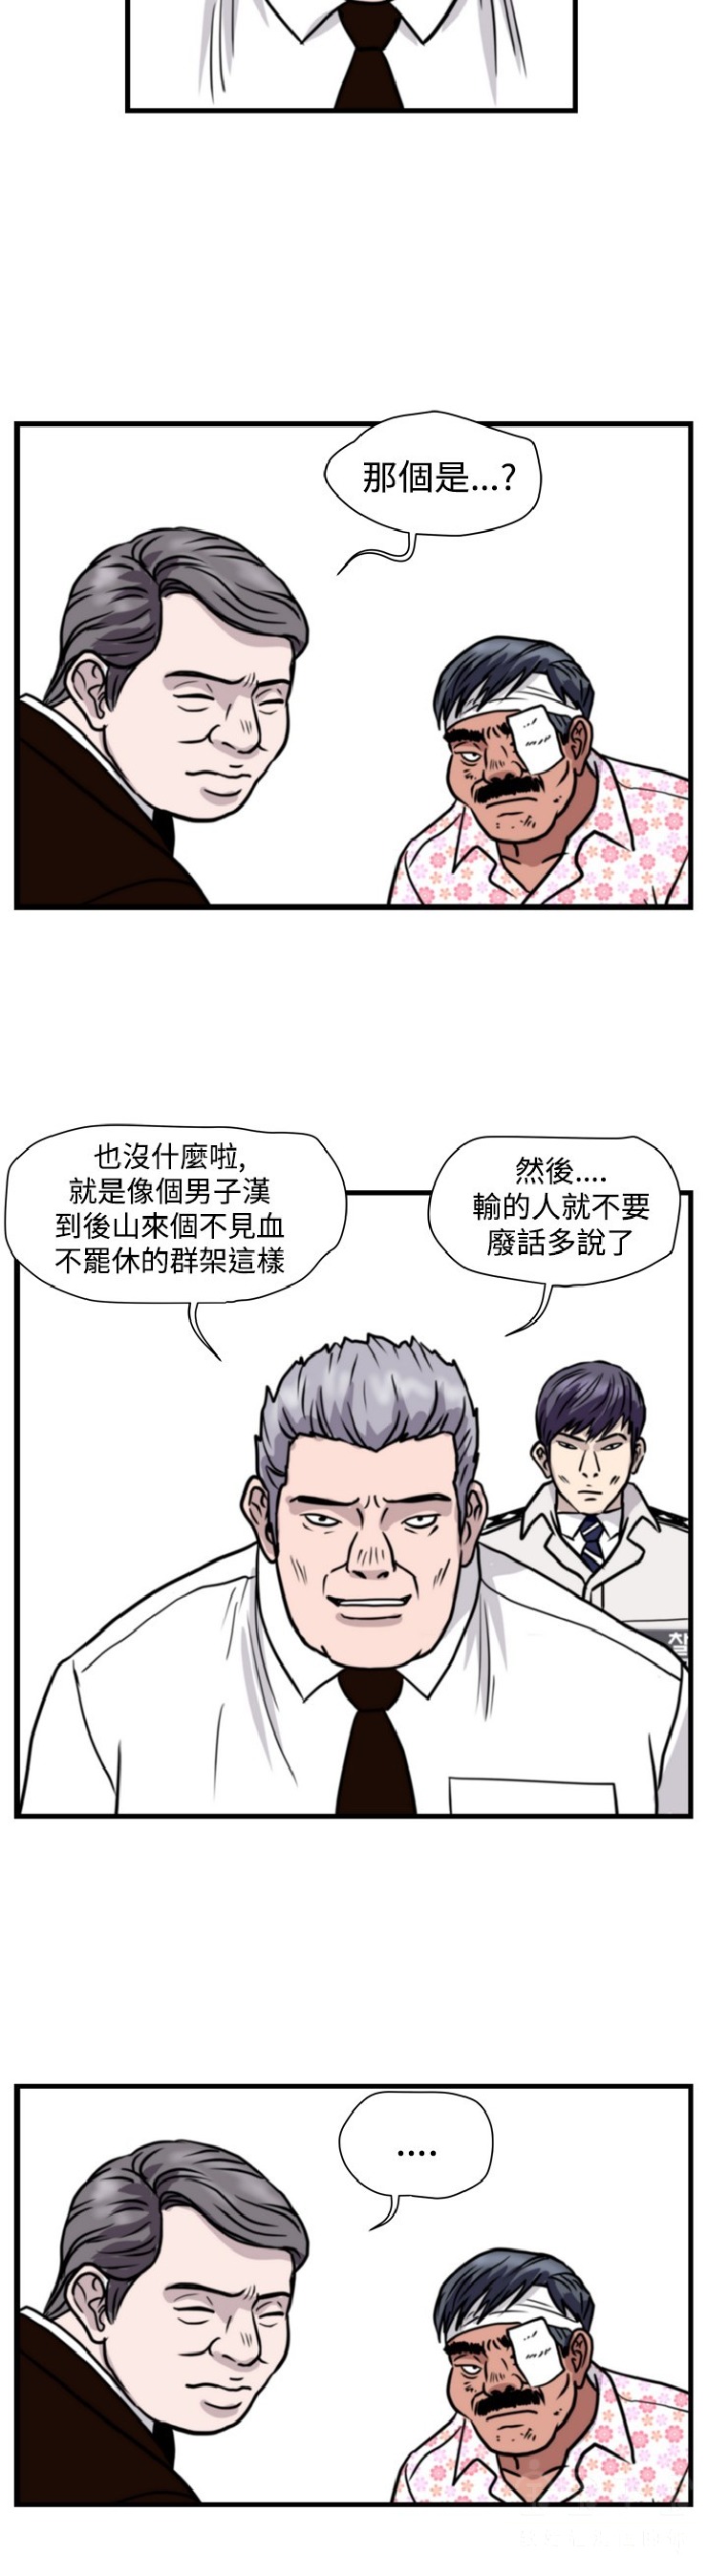 那個是...?
也沒什麼啦,
就是像個男子漢
到後山來個不見血
不罷休的群架這樣
然後....
輸的人就不要
廢話多說了
찰
....